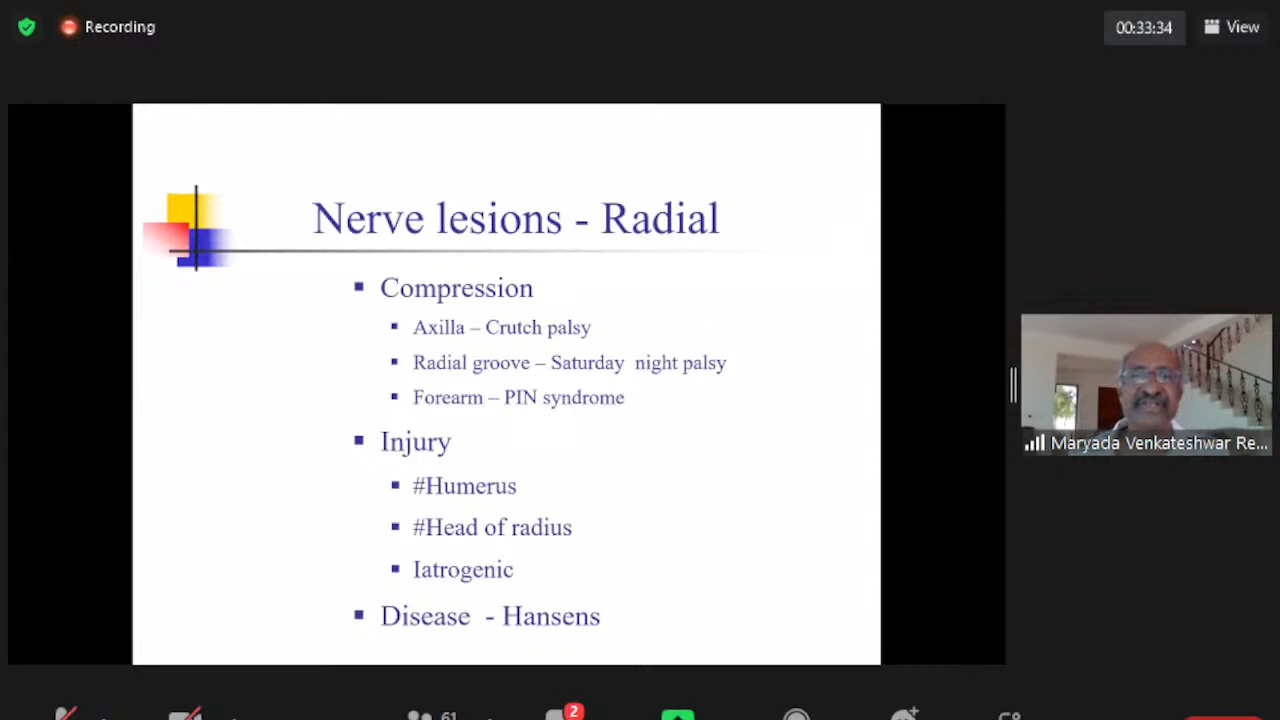 Recording
00:33:34
View
Nerve lesions - Radial
Compression
Axilla – Crutch palsy
Radial groove – Saturday night palsy
Forearm – PIN syndrome
Injury
#Humerus
#Head of radius
Iatrogenic
Disease - Hansens
Maryada Venkateshwar Re...
61
2